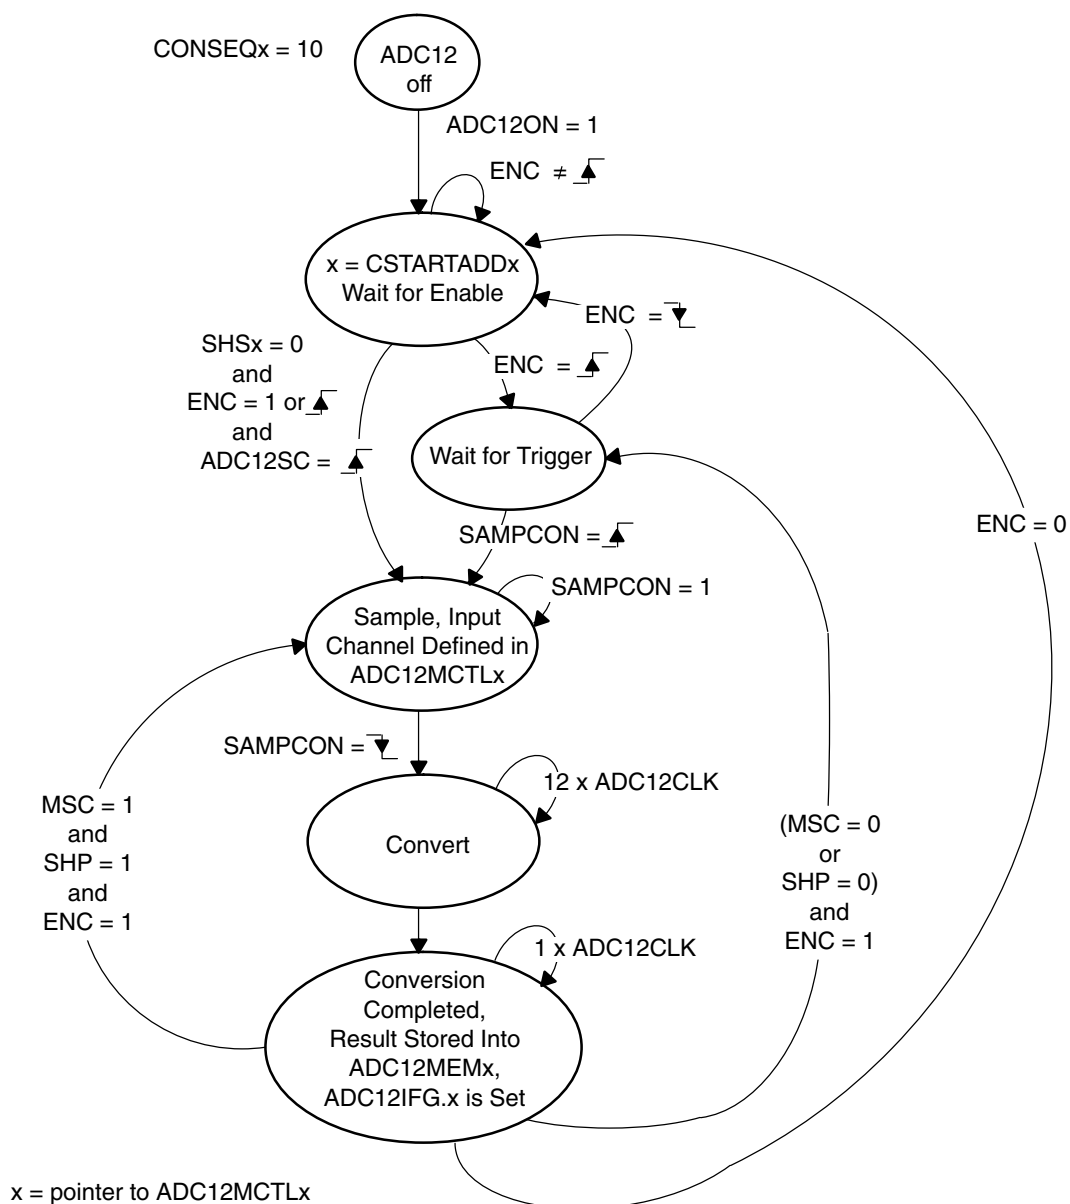 CONSEQx = 10
ADC12
off
ADC12ON = 1
ENC ≠
x = CSTARTADDx
Wait for Enable
ENC =
SHSx = 0
and
ENC = 1 or
and
ADC12SC =
ENC =
Wait for Trigger
ENC = 0
SAMPCON =
SAMPCON = 1
Sample, Input
Channel Defined in
ADC12MCTLx
SAMPCON =
12 x ADC12CLK
MSC = 1
and
SHP = 1
and
ENC = 1
Convert
(MSC = 0
or
SHP = 0)
and
ENC = 1
1 x ADC12CLK
Conversion
Completed,
Result Stored Into
ADC12MEMx,
ADC12IFG.x is Set
x = pointer to ADC12MCTLx